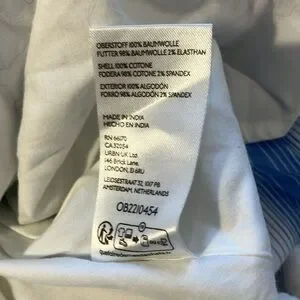 OBERSTOFF 100% BAUMWOLLE
FUTTER 98% BAUMWOLLE 2% ELASTHAN
SHELL 100% COTONE
FODERA 98% COTONE 2% SPANDEX
EXTERIOR 100% ALGODÓN
FORRO 98% ALGODÓN 2% SPANDEX
MADE IN INDIA
HECHO EN INDIA
RN 66170
CA 32054
URBN UK Ltd.
146 Brick Lane,
LONDON, E1 6RU
LEIDSESTRAAT 32, 1017 PB
AMSTERDAM, NETHERLANDS
OB2210454